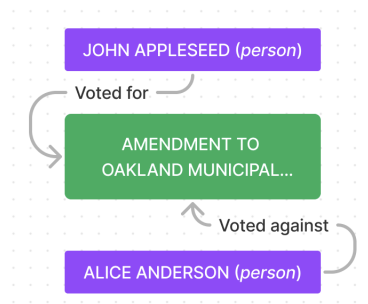 JOHN APPLESEED (person)
Voted for
AMENDMENT TO
OAKLAND MUNICIPAL...
Voted against
ALICE ANDERSON (person)